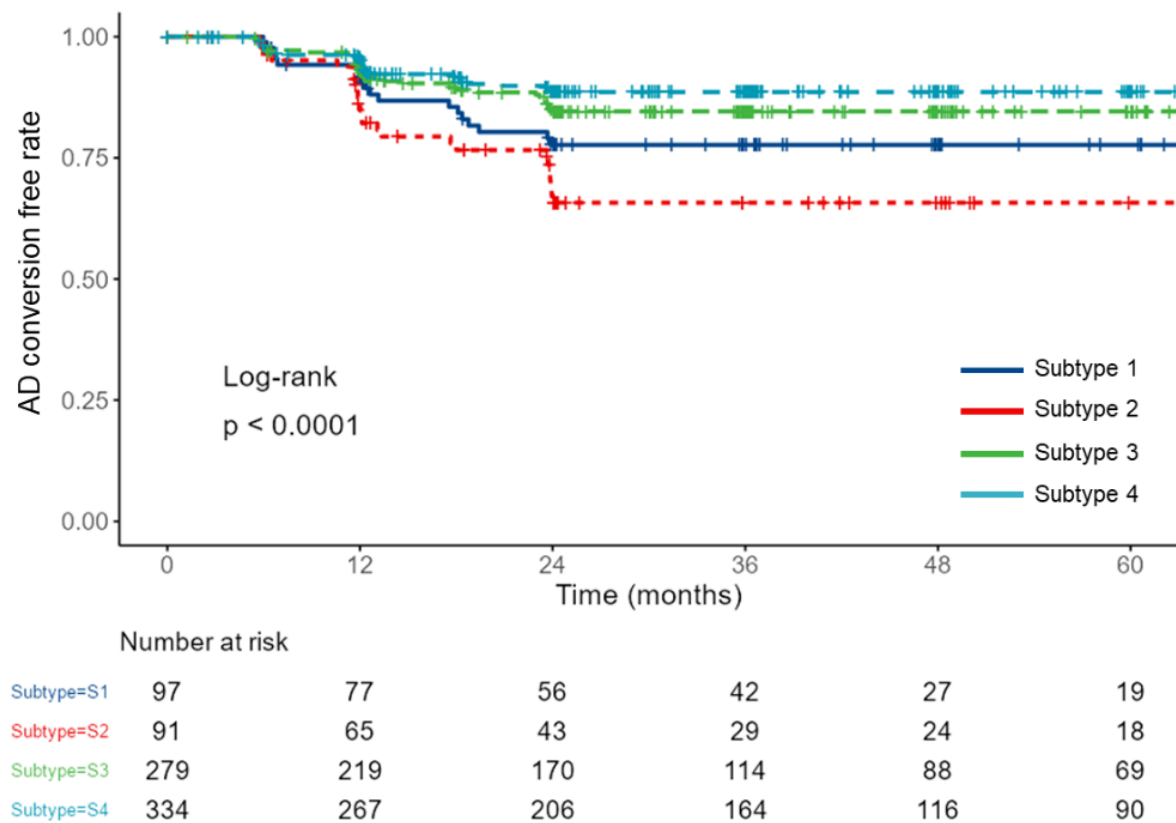 1.00
0.75
0.50
0.25
0.00
AD conversion free rate
Log-rank
p < 0.0001
Subtype 1
Subtype 2
Subtype 3
Subtype 4
0 12 24 36 48 60
Time (months)
Number at risk
Subtype=S1 97 77 56 42 27 19
Subtype=S2 91 65 43 29 24 18
Subtype=S3 279 219 170 114 88 69
Subtype=S4 334 267 206 164 116 90